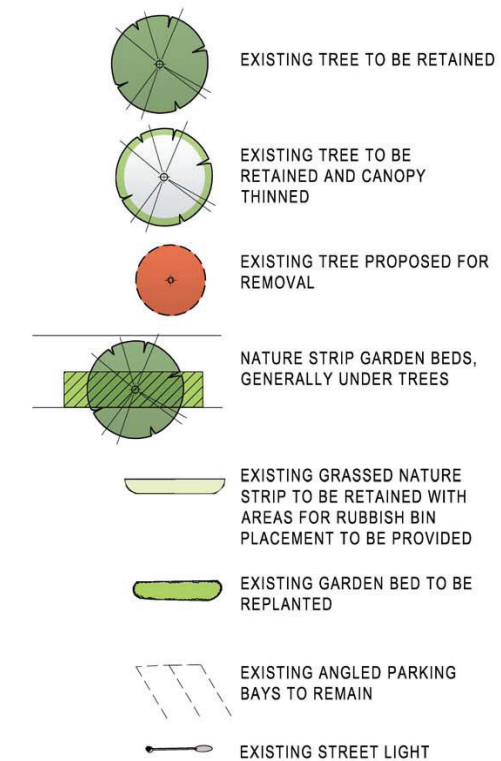 EXISTING TREE TO BE RETAINED
EXISTING TREE TO BE
RETAINED AND CANOPY
THINNED
EXISTING TREE PROPOSED FOR
REMOVAL
NATURE STRIP GARDEN BEDS,
GENERALLY UNDER TREES
EXISTING GRASSED NATURE
STRIP TO BE RETAINED WITH
AREAS FOR RUBBISH BIN
PLACEMENT TO BE PROVIDED
EXISTING GARDEN BED TO BE
REPLANTED
EXISTING ANGLED PARKING
BAYS TO REMAIN
EXISTING STREET LIGHT